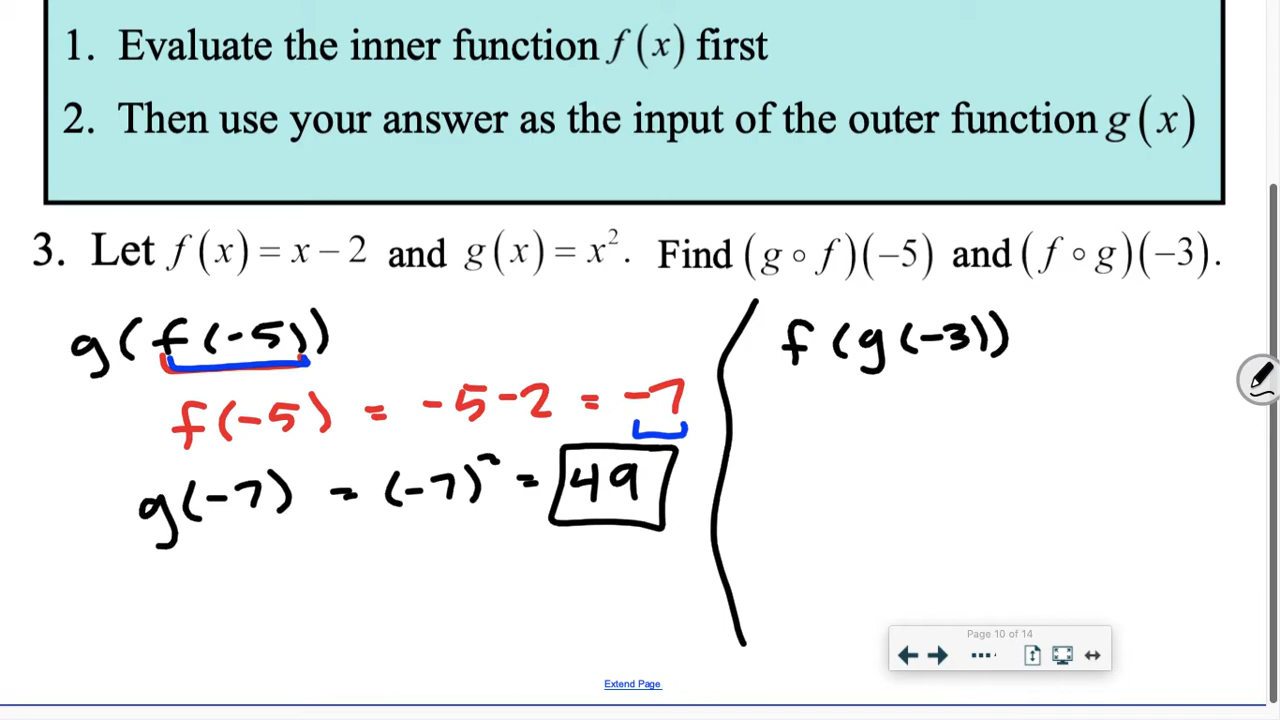 1. Evaluate the inner function f(x) first
2. Then use your answer as the input of the outer function g(x)
3. Let f(x) = x − 2 and g(x) = x². Find (g ∘ f)(−5) and (f ∘ g)(−3).
g(f(-5))
f(-5) = -5-2 = -7
g(-7) = (-7)² = 49
f(g(-3))
Page 10 of 14
Extend Page